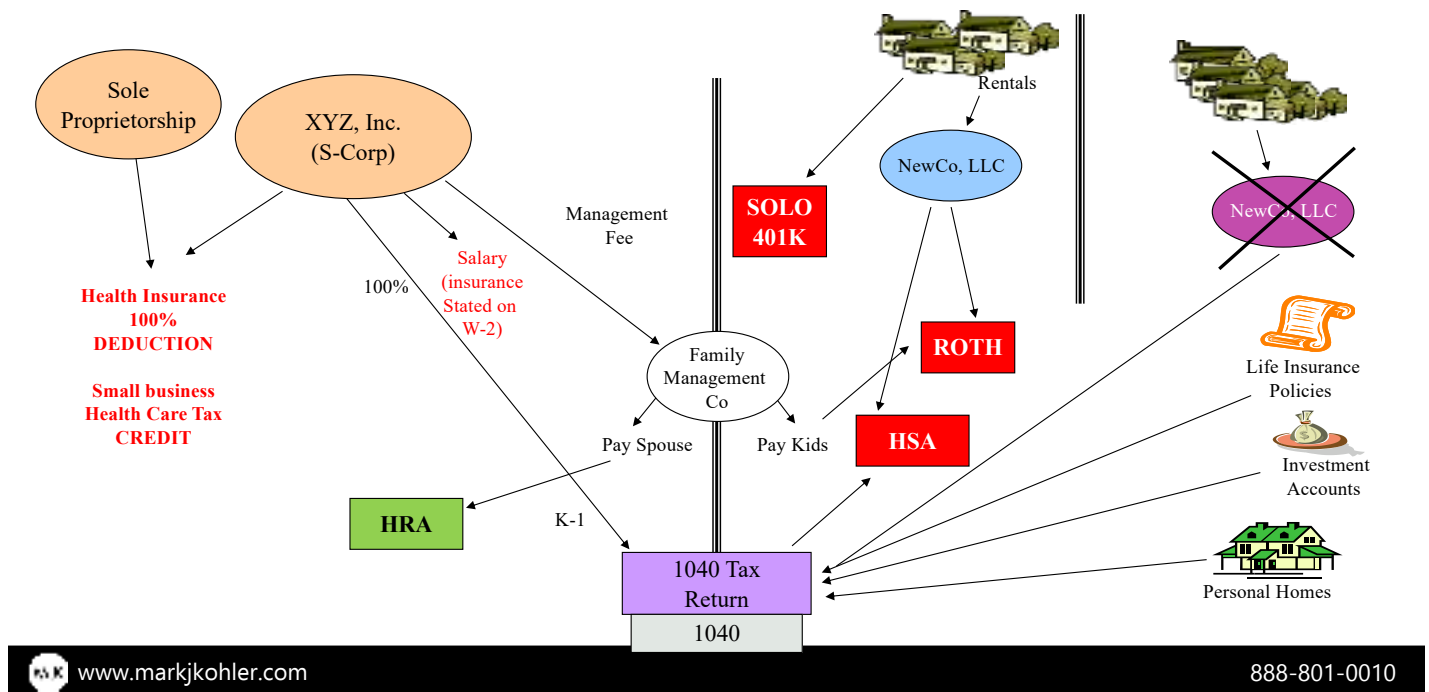 Sole
Proprietorship
XYZ, Inc.
(S-Corp)
Health Insurance
100%
DEDUCTION
Small business
Health Care Tax
CREDIT
100%
Salary
(insurance
Stated on
W-2)
Management
Fee
Family
Management
Co
Pay Spouse
Pay Kids
HRA
K-1
Rentals
NewCo, LLC
SOLO
401K
ROTH
HSA
NewCo, LLC
Life Insurance
Policies
$
Investment
Accounts
Personal Homes
1040 Tax
Return
1040
www.markjkohler.com
888-801-0010